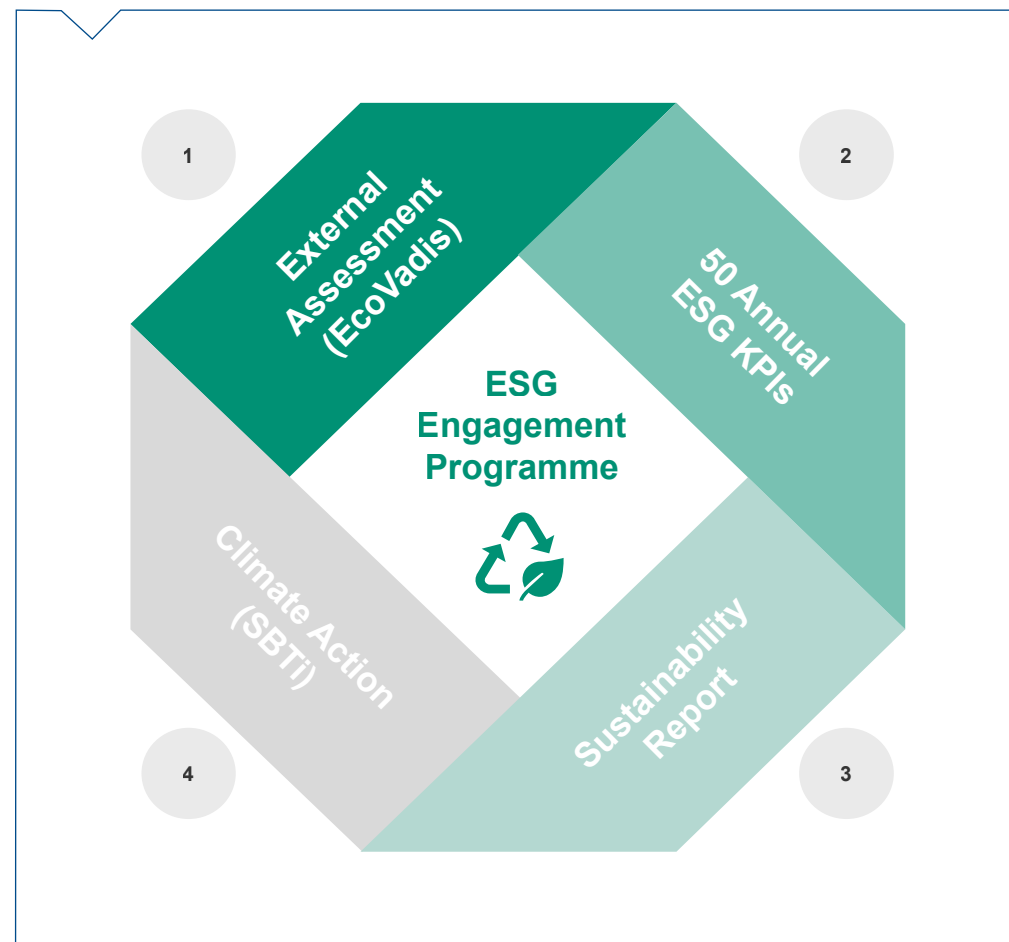 1
External
Assessment
(EcoVadis)
2
50 Annual
ESG KPIs
ESG
Engagement
Programme
Climate Action
(SBTi)
Sustainability
Report
4
3